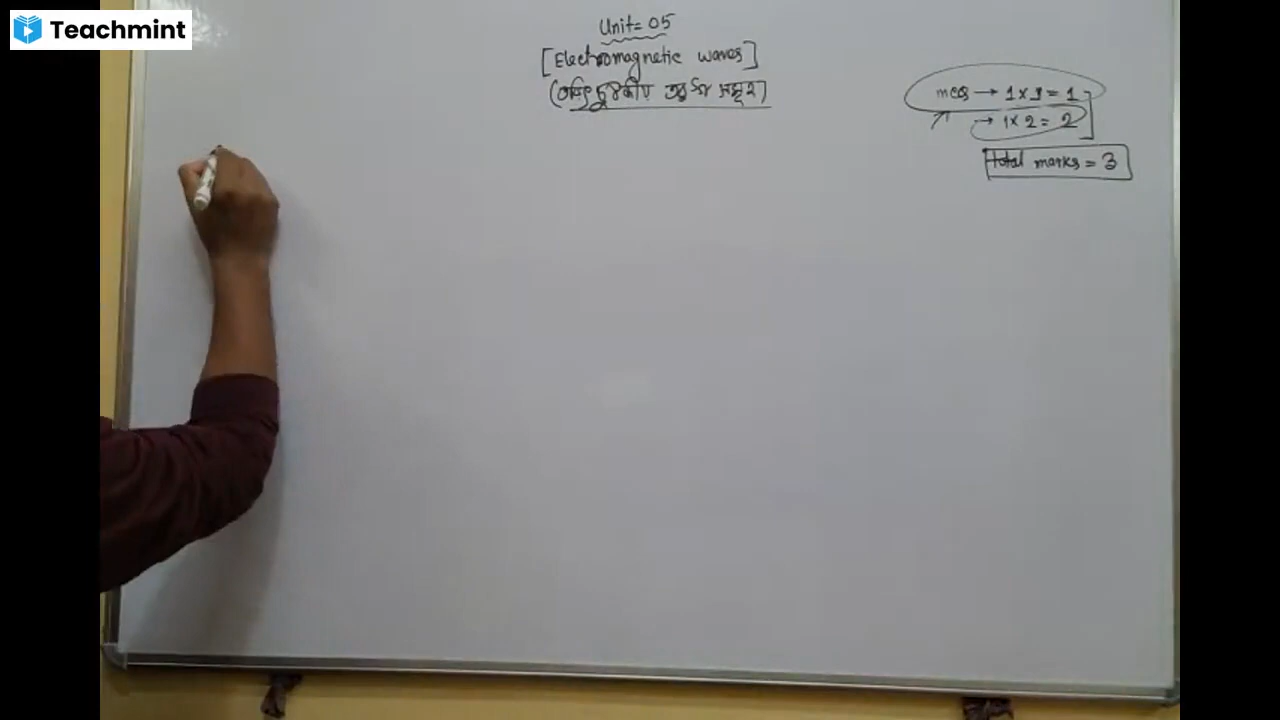 Teachmint
Unit = 05
[Electromagnetic waves]
(তড়িৎ চুম্বকীয় তরঙ্গ সমূহ)
MCQ → 1 × 1 = 1
→ 1 × 2 = 2
Total marks = 3